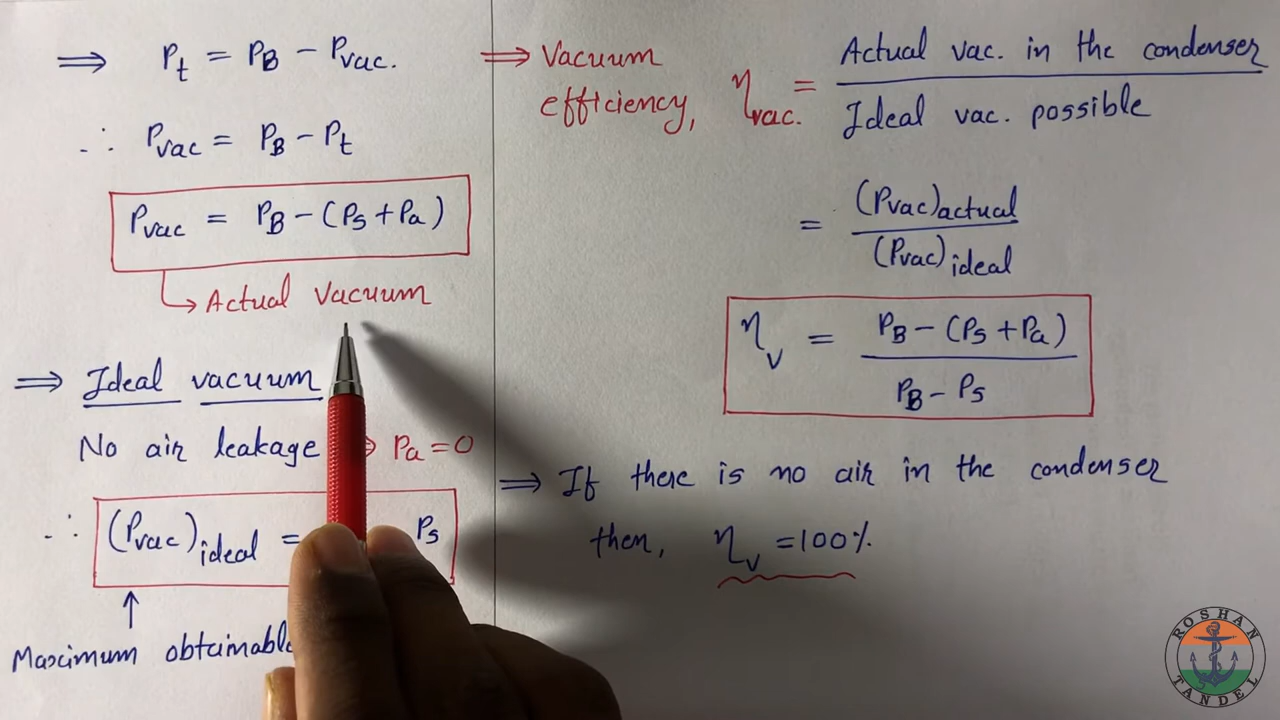 ⇒ Pt = PB − Pvac.
∴ Pvac = PB − Pt
Pvac = PB − (Ps + Pa)
↳ Actual Vacuum
⇒ Ideal vacuum
No air leakage ⇒ Pa = 0
∴ (Pvac)ideal = Ps
↑
Maximum obtainable
⇒ Vacuum
efficiency, ηvac. = Actual vac. in the condenser
Ideal vac. possible
= (Pvac)actual
(Pvac)ideal
ηv = PB − (Ps + Pa)
PB − Ps
⇒ If there is no air in the condenser
then, ηv = 100%.
ROSHAN
TANDEL